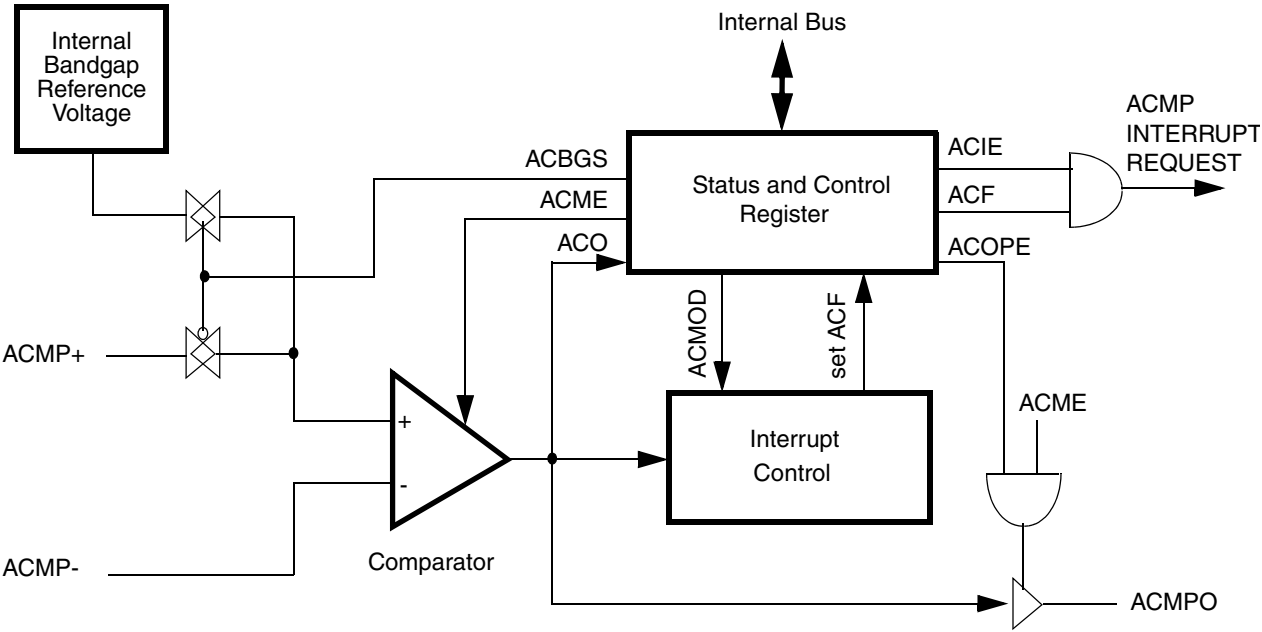 Internal Bus
Internal
Bandgap
Reference
Voltage
ACMP
INTERRUPT
REQUEST
ACBGS
ACME
ACO
Status and Control
Register
ACIE
ACF
ACOPE
ACMOD
set ACF
ACMP+
ACME
+
-
Interrupt
Control
Comparator
ACMP-
ACMPO